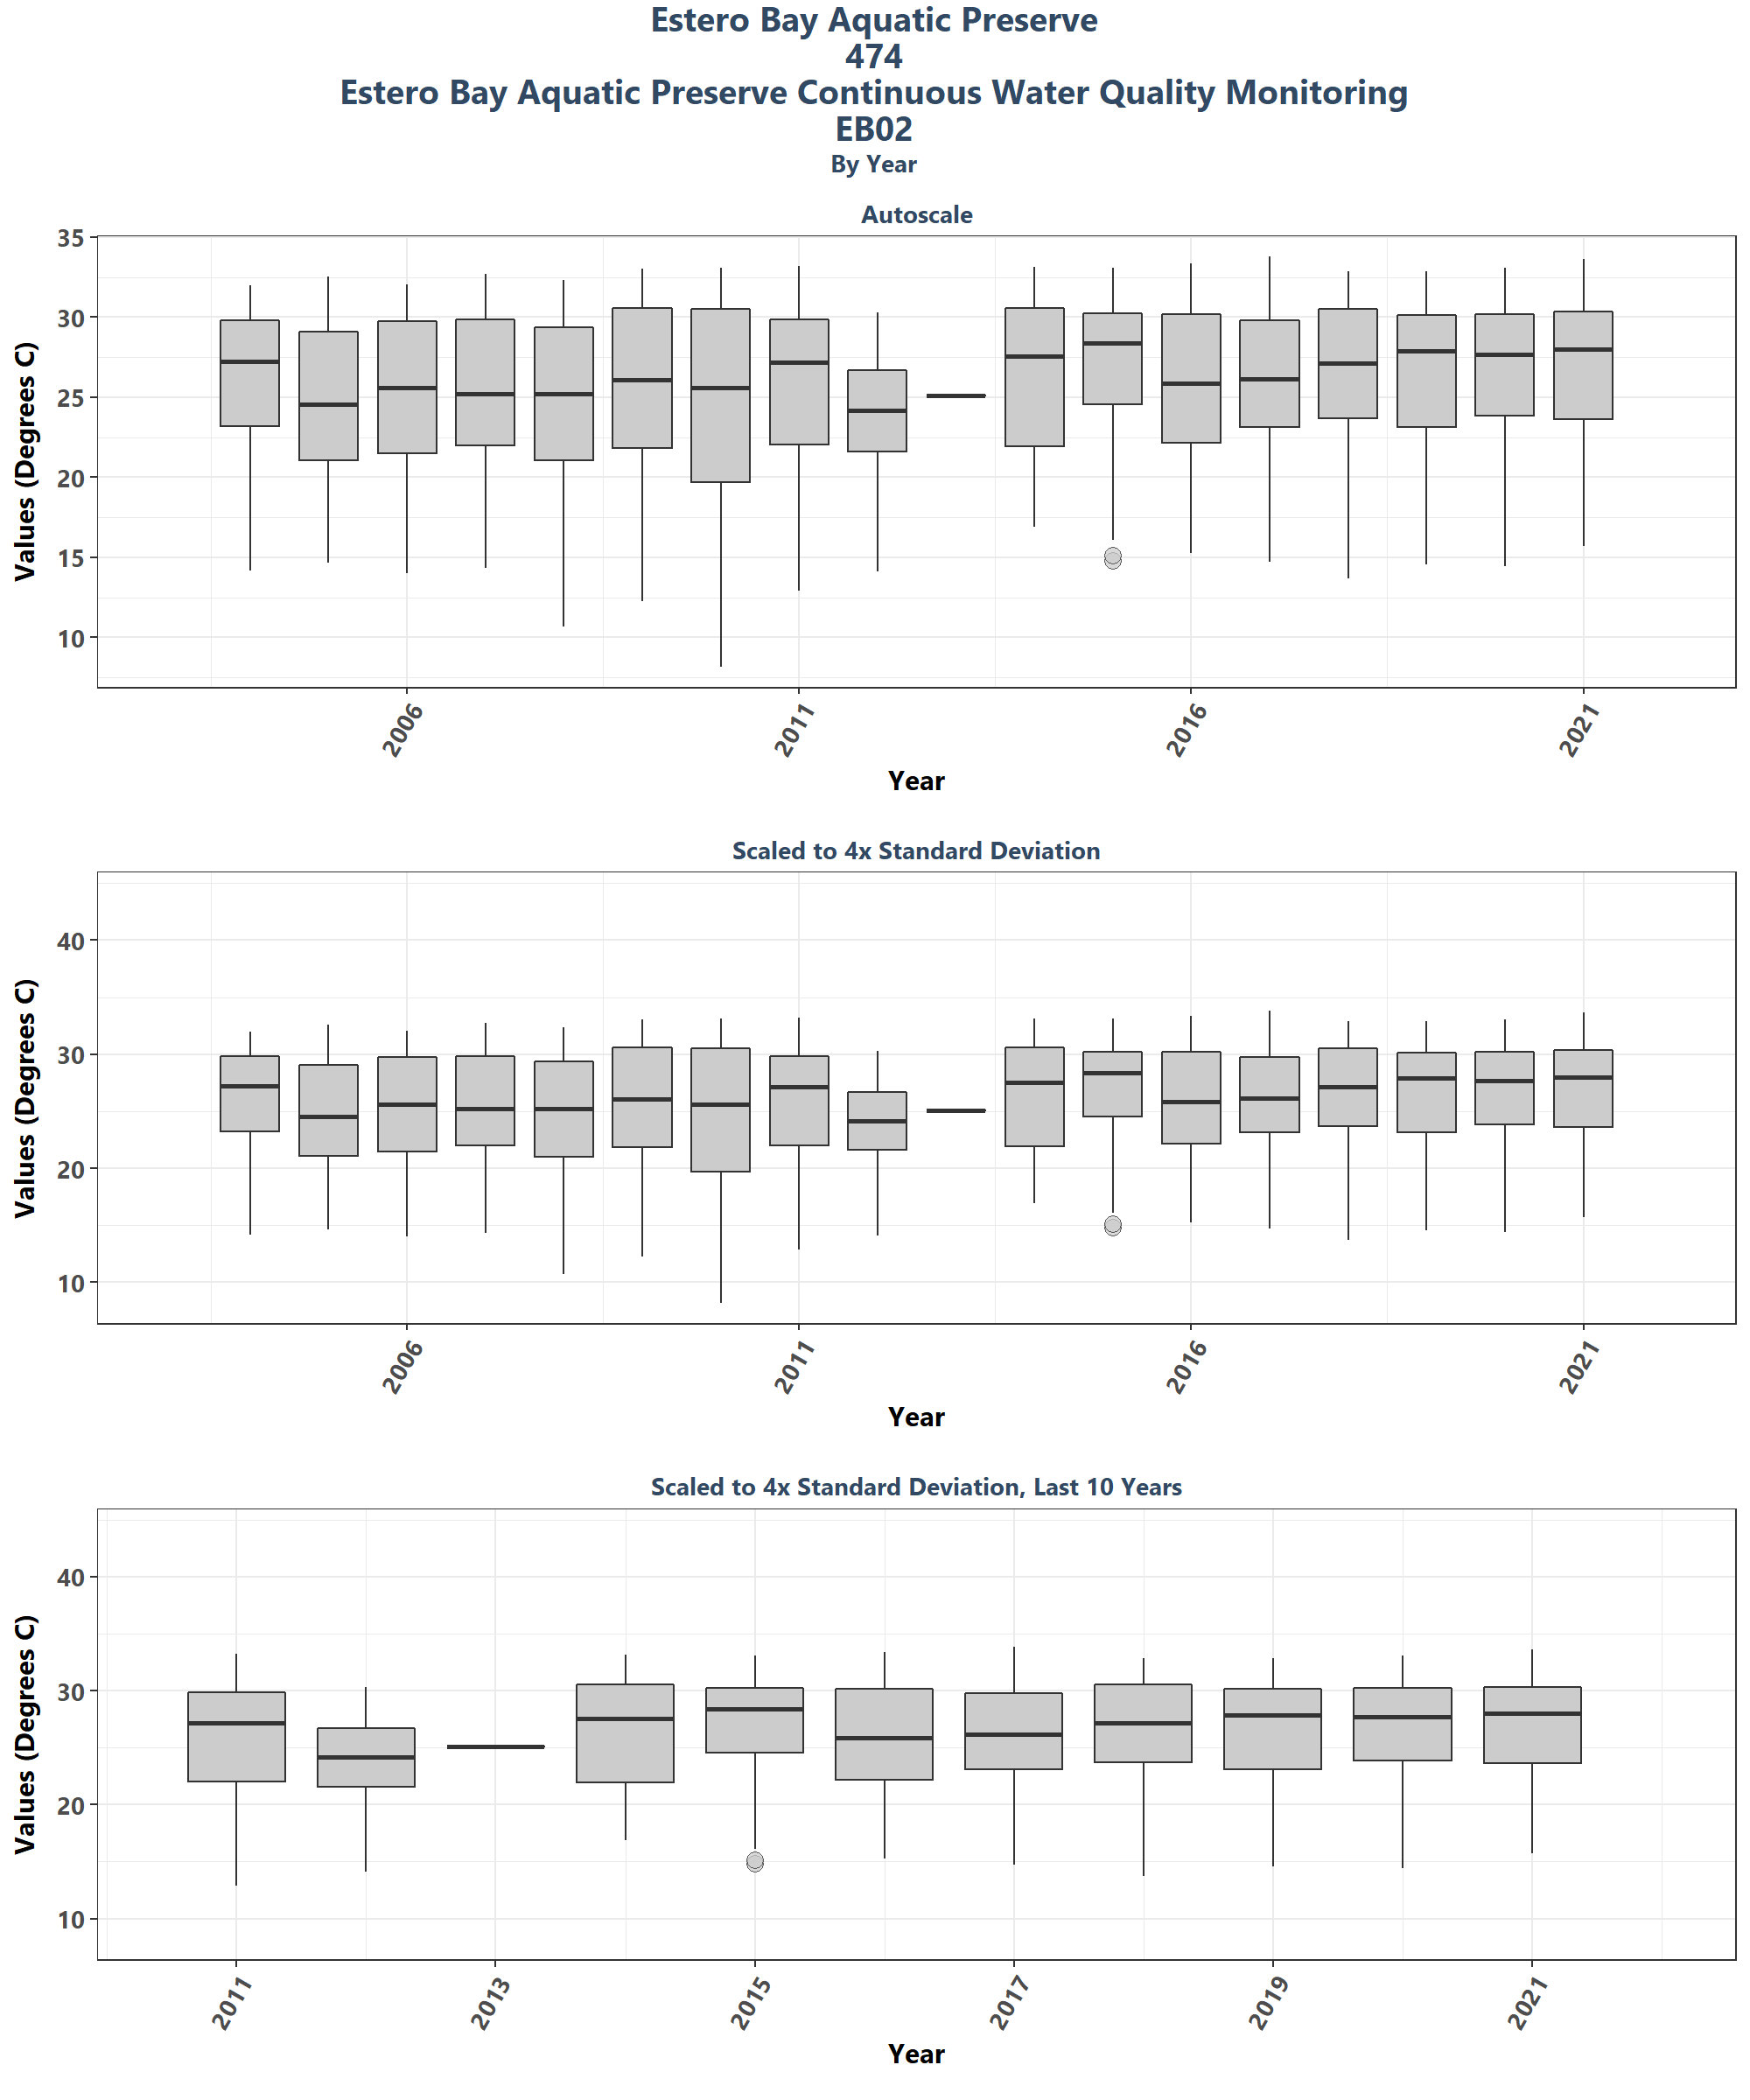 Estero Bay Aquatic Preserve
474
Estero Bay Aquatic Preserve Continuous Water Quality Monitoring
EB02
By Year
Autoscale
Values (Degrees C)
35
30
25
20
15
10
2006
2011
2016
2021
Year
Scaled to 4x Standard Deviation
Values (Degrees C)
40
30
20
10
2006
2011
2016
2021
Year
Scaled to 4x Standard Deviation, Last 10 Years
Values (Degrees C)
40
30
20
10
2011
2013
2015
2017
2019
2021
Year